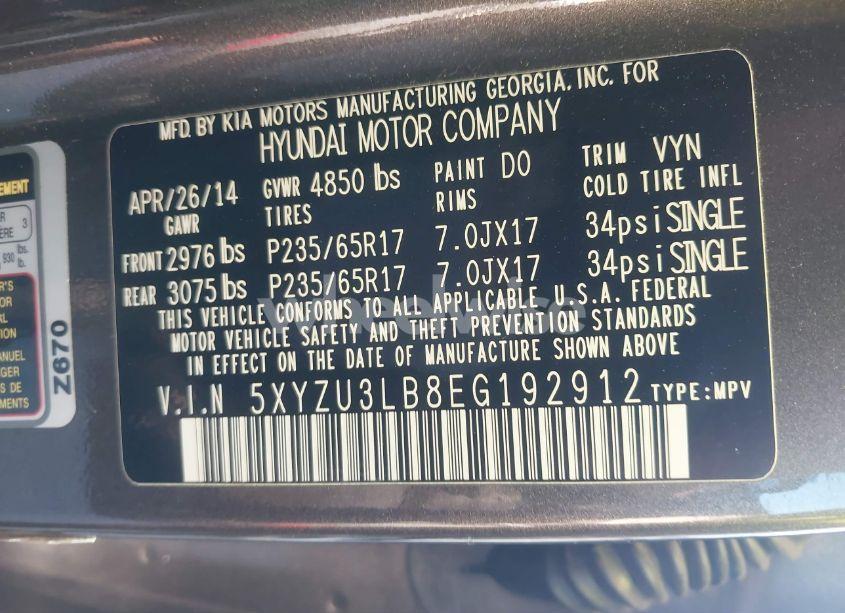 MFD. BY KIA MOTORS MANUFACTURING GEORGIA, INC. FOR
HYUNDAI MOTOR COMPANY
APR/26/14 GVWR 4850 lbs PAINT DO TRIM VYN
GAWR TIRES RIMS COLD TIRE INFL
FRONT 2976 lbs P235/65R17 7.0JX17 34psi SINGLE
REAR 3075 lbs P235/65R17 7.0JX17 34psi SINGLE
THIS VEHICLE CONFORMS TO ALL APPLICABLE U.S.A. FEDERAL
MOTOR VEHICLE SAFETY AND THEFT PREVENTION STANDARDS
IN EFFECT ON THE DATE OF MANUFACTURE SHOWN ABOVE
V.I.N 5XYZU3LB8EG192912 TYPE:MPV
Z670
wheelwise